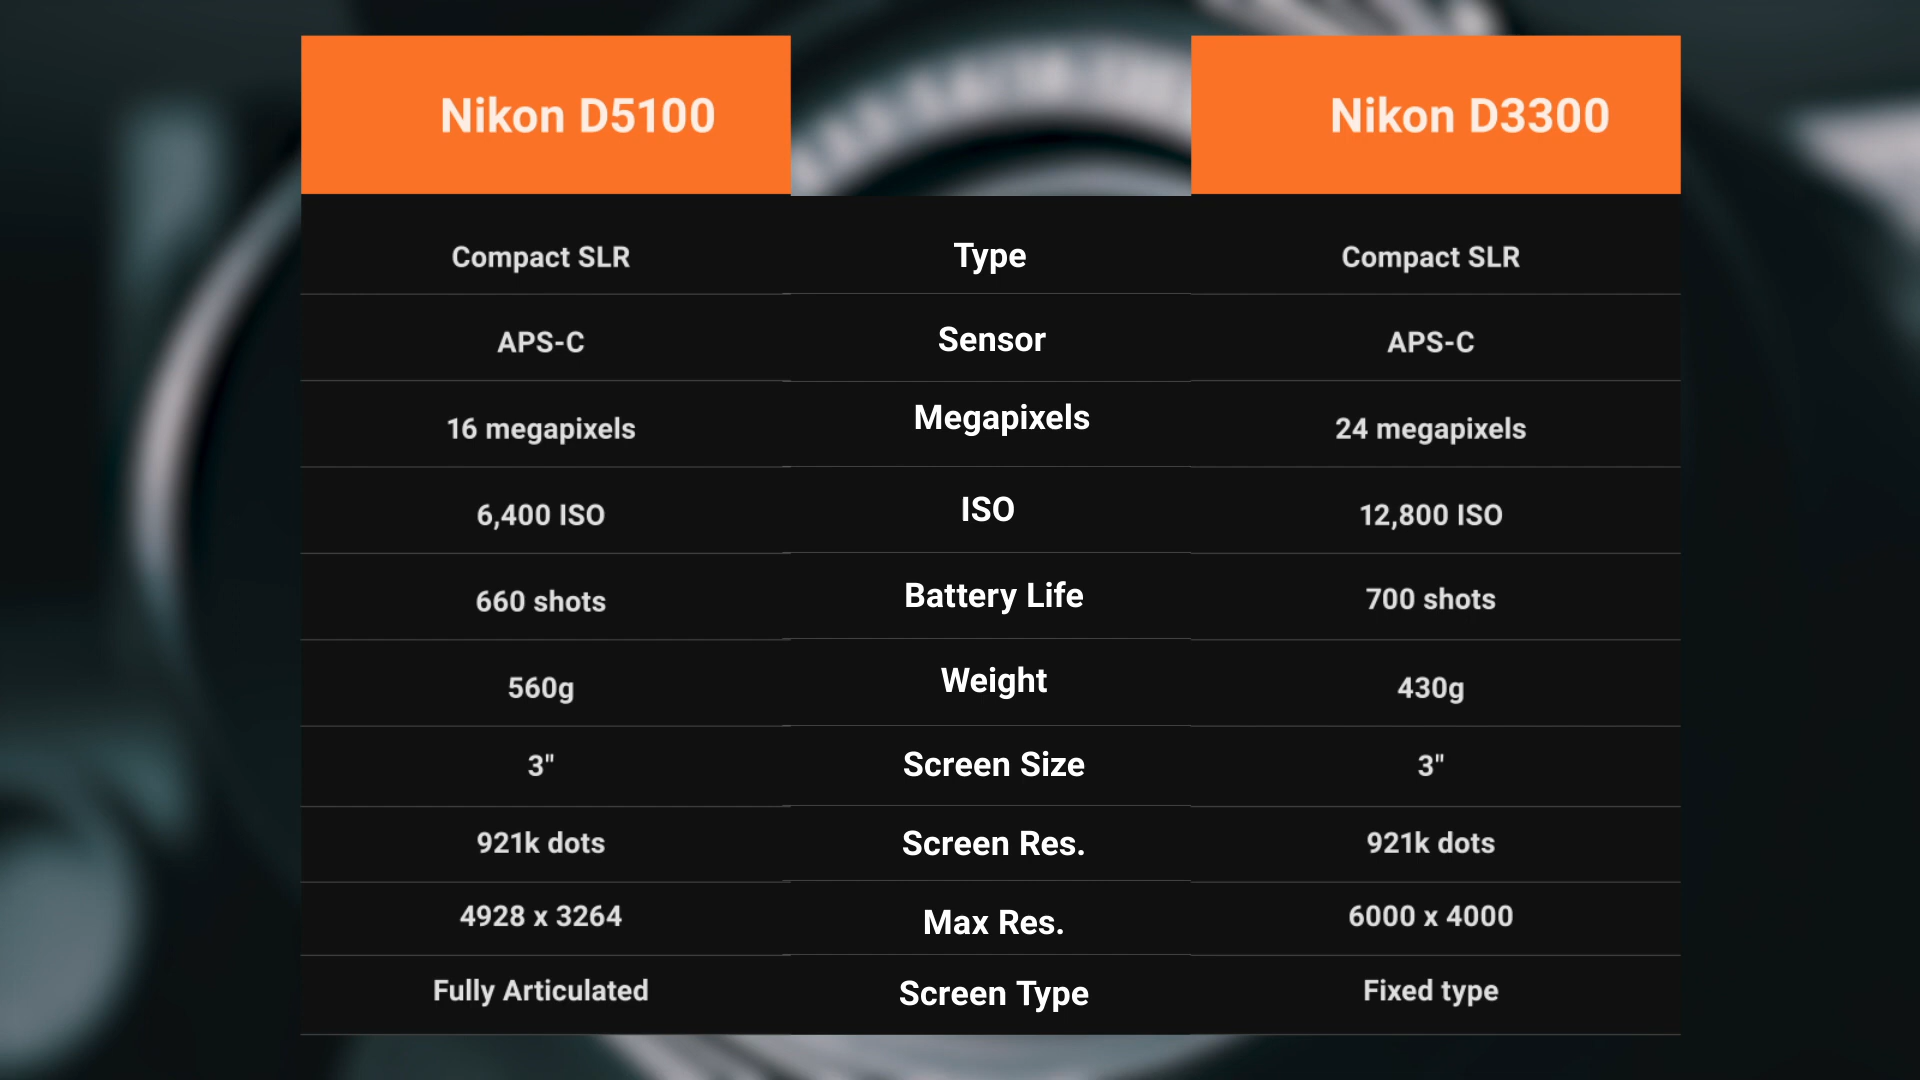 Nikon D5100 Nikon D3300
Compact SLR Type Compact SLR
APS-C Sensor APS-C
16 megapixels Megapixels 24 megapixels
6,400 ISO ISO 12,800 ISO
660 shots Battery Life 700 shots
560g Weight 430g
3" Screen Size 3"
921k dots Screen Res. 921k dots
4928 x 3264 Max Res. 6000 x 4000
Fully Articulated Screen Type Fixed type